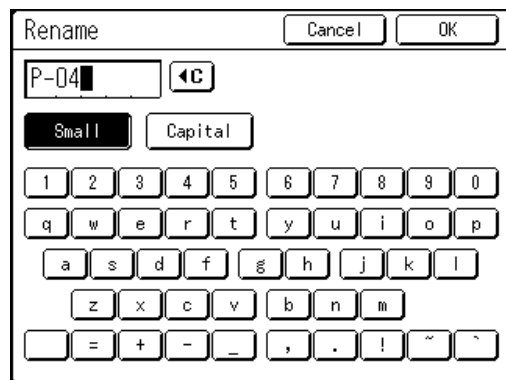 Rename Cancel OK
P-04 C
Small Capital
1 2 3 4 5 6 7 8 9 0
q w e r t y u i o p
a s d f g h j k l
z x c v b n m
= + - _ , . ! ~ `